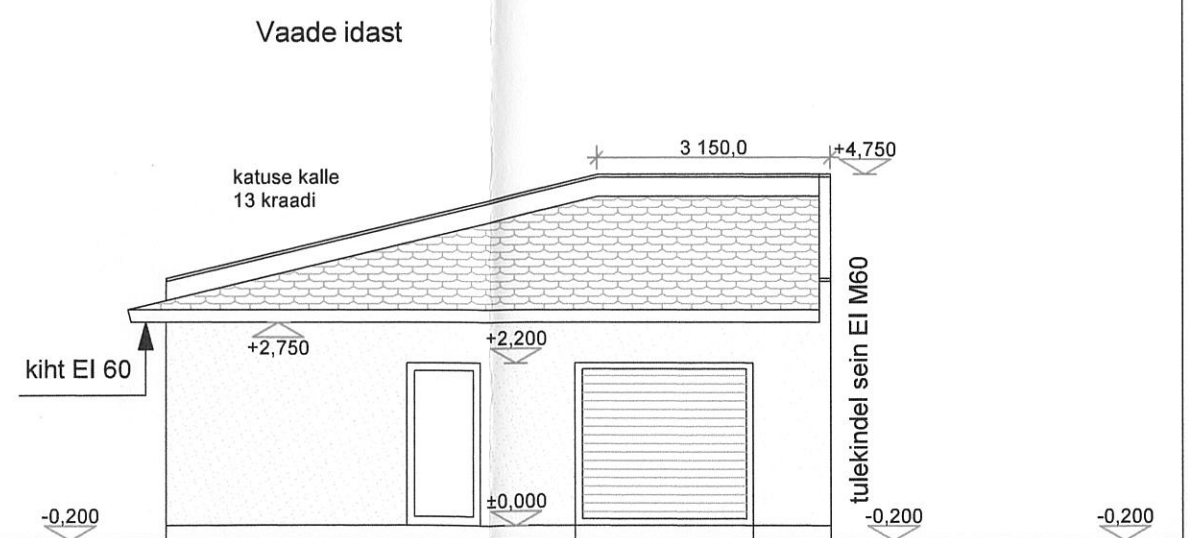 Vaade idast
3 150,0
+4,750
katuse kalle
13 kraadi
+2,750
+2,200
kiht EI 60
tulekindel sein EI M60
±0,000
-0,200
-0,200
-0,200